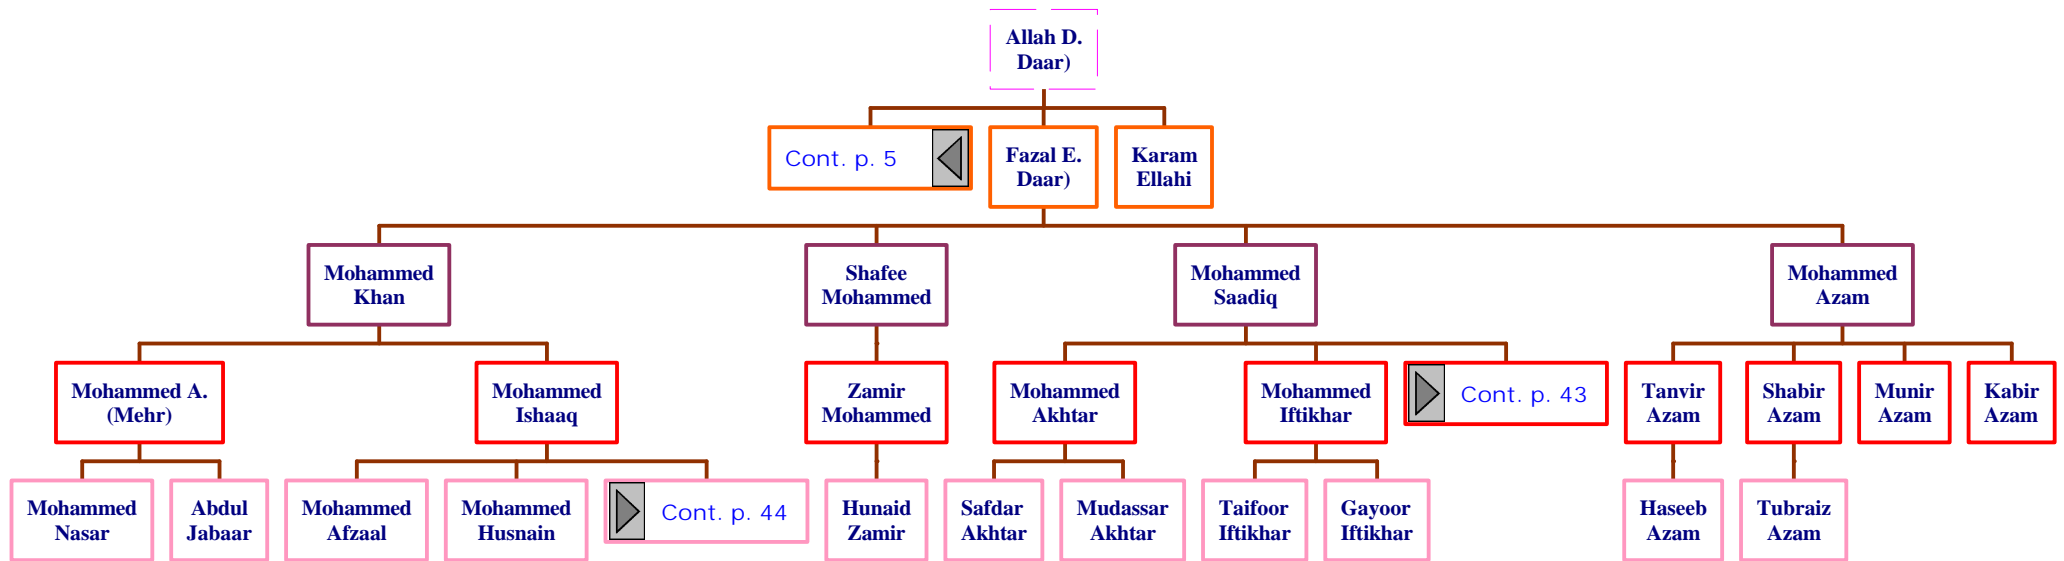 Allah D.
Daar)
Cont. p. 5
Fazal E.
Daar)
Karam
Ellahi
Mohammed
Khan
Shafee
Mohammed
Mohammed
Saadiq
Mohammed
Azam
Mohammed A.
(Mehr)
Mohammed
Ishaaq
Zamir
Mohammed
Mohammed
Akhtar
Mohammed
Iftikhar
Cont. p. 43
Tanvir
Azam
Shabir
Azam
Munir
Azam
Kabir
Azam
Mohammed
Nasar
Abdul
Jabaar
Mohammed
Afzaal
Mohammed
Husnain
Cont. p. 44
Hunaid
Zamir
Safdar
Akhtar
Mudassar
Akhtar
Taifoor
Iftikhar
Gayoor
Iftikhar
Haseeb
Azam
Tubraiz
Azam